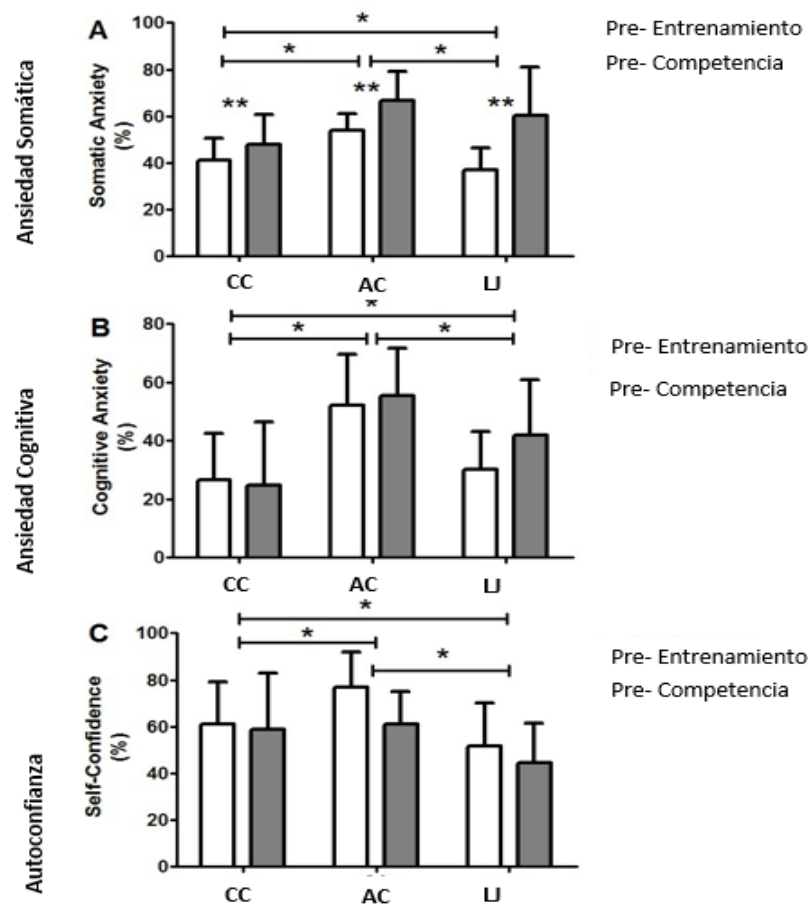 A
Ansiedad Somática
Somatic Anxiety
(%)
100
80
60
40
20
0
*
*
*
**
**
**
CC
AC
LJ
Pre- Entrenamiento
Pre- Competencia
B
Ansiedad Cognitiva
Cognitive Anxiety
(%)
80
60
40
20
0
*
*
*
CC
AC
LJ
Pre- Entrenamiento
Pre- Competencia
C
Autoconfianza
Self-Confidence
(%)
100
80
60
40
20
0
*
*
*
CC
AC
LJ
Pre- Entrenamiento
Pre- Competencia